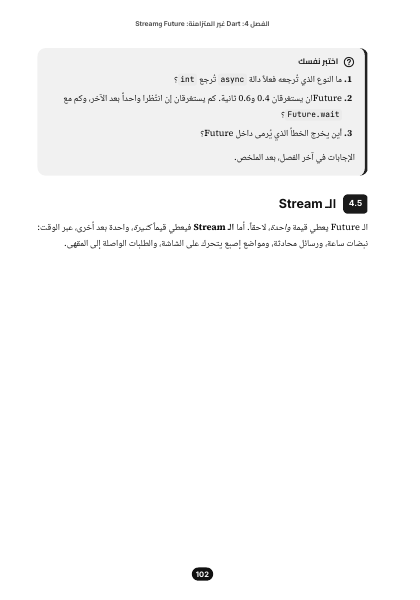 الفصل 4: Dart غير المتزامنة: Future وStream
اختبر نفسك
1. ما النوع الذي تُرجعه فعلاً دالة async تُرجع int ؟
2. Futureان يستغرقان 0.4 و0.6 ثانية. كم يستغرقان إن انتُظرا واحداً بعد الآخر، وكم مع
Future.wait ؟
3. أين يخرج الخطأ الذي يُرمى داخل Future؟
الإجابات في آخر الفصل، بعد الملخص.
4.5 الـ Stream
الـ Future يعطي قيمة واحدة، لاحقاً. أما الـ Stream فيعطي قيماً كثيرة، واحدة بعد أخرى، عبر الوقت:
نبضات ساعة، ورسائل محادثة، ومواضع إصبع يتحرك على الشاشة، والطلبات الواصلة إلى المقهى.
102